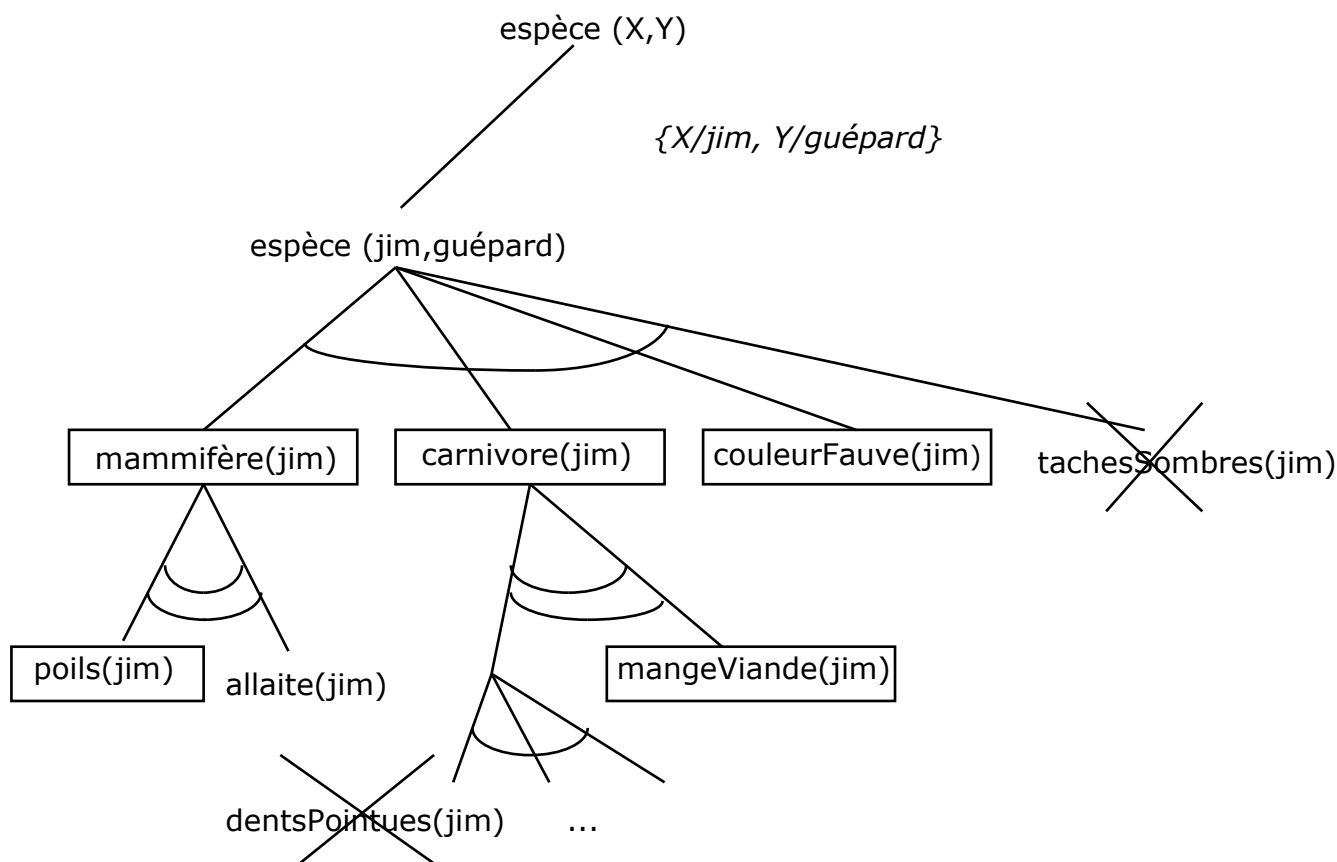 espèce (X,Y)
{X/jim, Y/guépard}
espèce (jim,guépard)
mammifère(jim)
carnivore(jim)
couleurFauve(jim)
tachesSombres(jim)
poils(jim)
allaite(jim)
mangeViande(jim)
dentsPointues(jim)
...